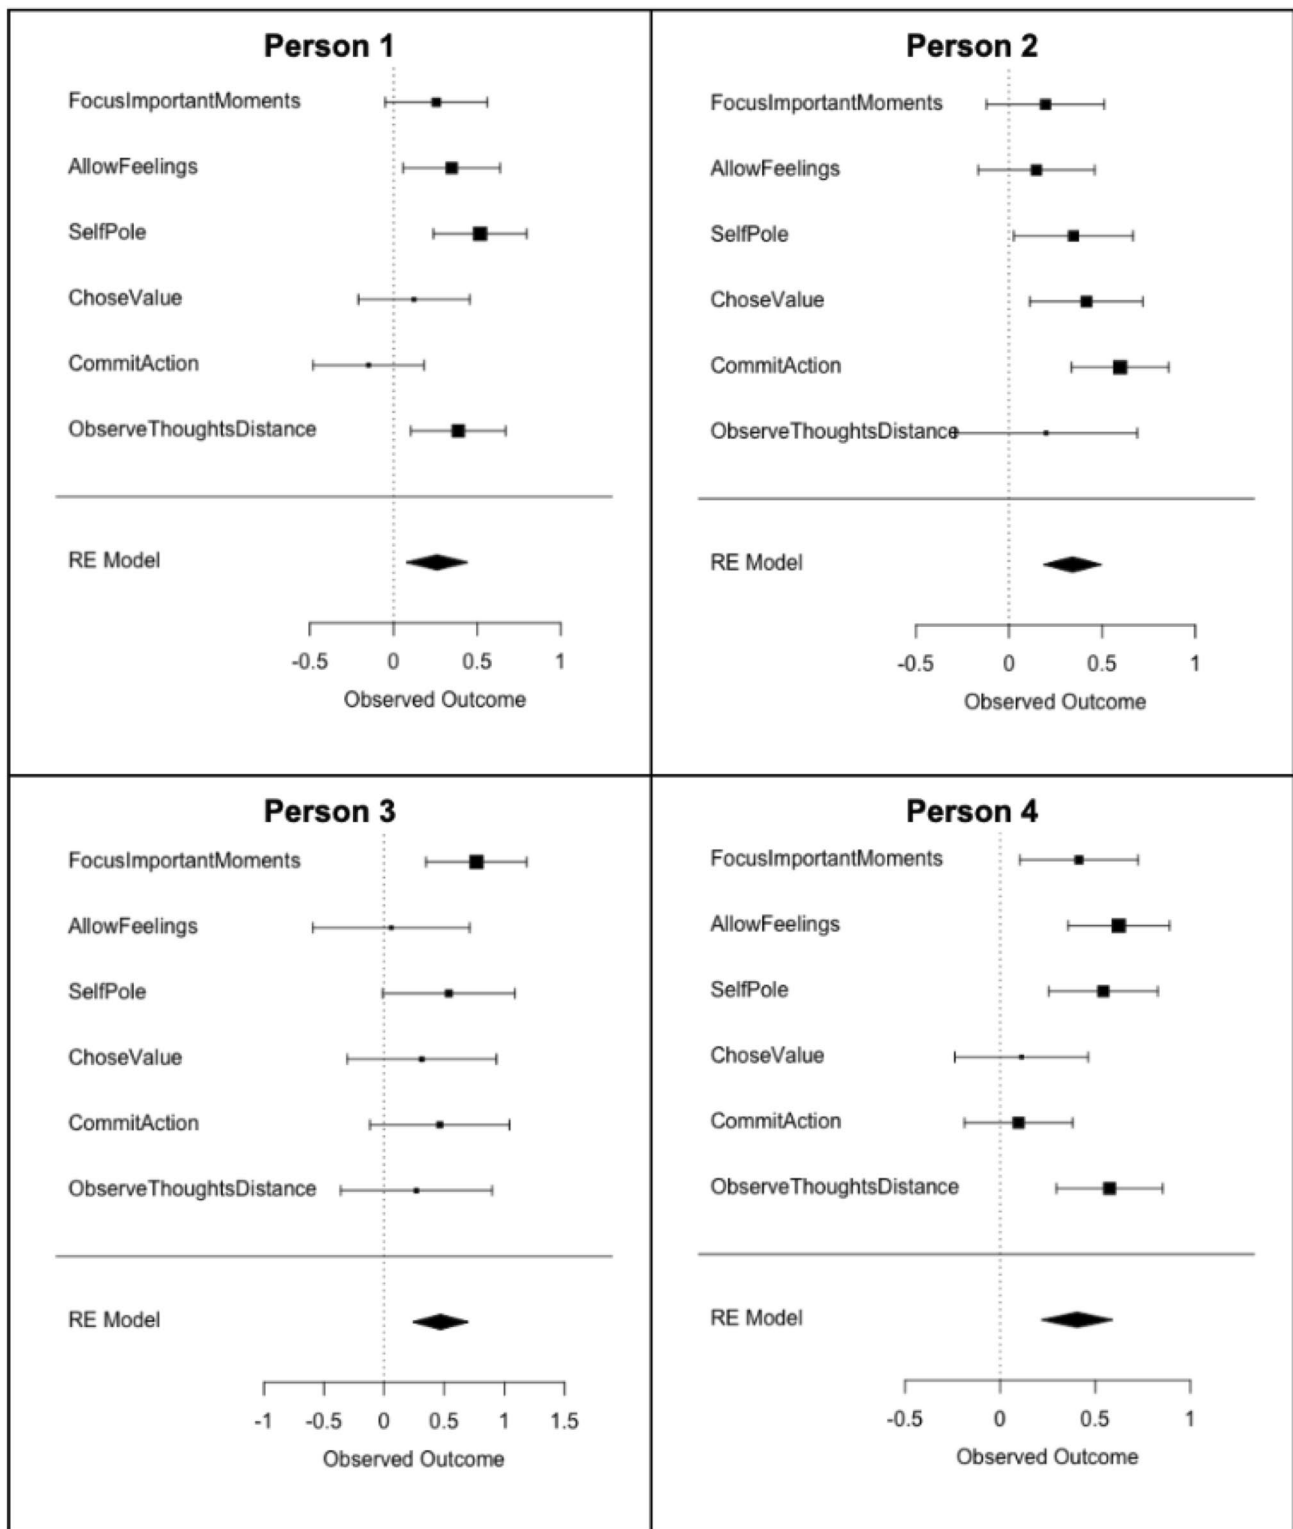 Person 1
FocusImportantMoments
AllowFeelings
SelfPole
ChoseValue
CommitAction
ObserveThoughtsDistance
RE Model
-0.5 0 0.5 1
Observed Outcome
Person 2
FocusImportantMoments
AllowFeelings
SelfPole
ChoseValue
CommitAction
ObserveThoughtsDistance
RE Model
-0.5 0 0.5 1
Observed Outcome
Person 3
FocusImportantMoments
AllowFeelings
SelfPole
ChoseValue
CommitAction
ObserveThoughtsDistance
RE Model
-1 -0.5 0 0.5 1 1.5
Observed Outcome
Person 4
FocusImportantMoments
AllowFeelings
SelfPole
ChoseValue
CommitAction
ObserveThoughtsDistance
RE Model
-0.5 0 0.5 1
Observed Outcome